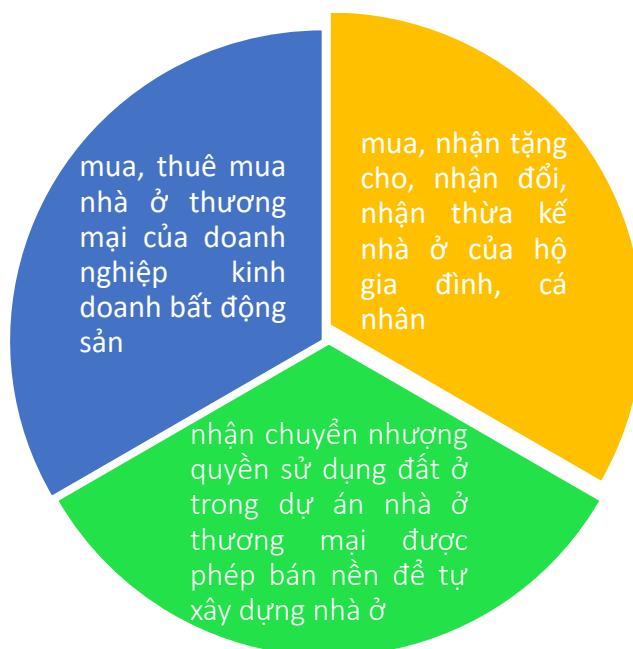 mua, thuê mua
nhà ở thương
mại của doanh
nghiệp kinh
doanh bất động
sản
mua, nhận tặng
cho, nhận đổi,
nhận thừa kế
nhà ở của hộ
gia đình, cá
nhân
nhận chuyển nhượng
quyền sử dụng đất ở
trong dự án nhà ở
thương mại được
phép bán nền để tự
xây dựng nhà ở